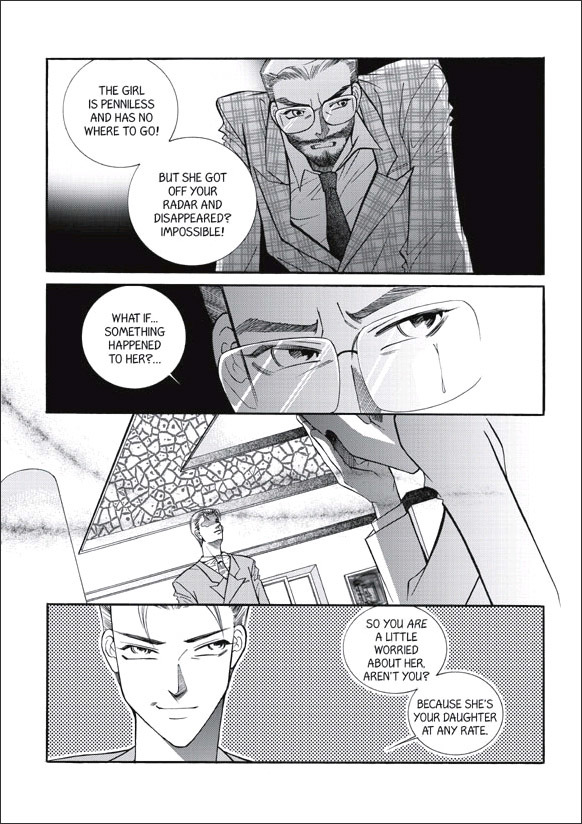 THE GIRL
IS PENNILESS
AND HAS NO
WHERE TO GO!
BUT SHE GOT
OFF YOUR
RADAR AND
DISAPPEARED?
IMPOSSIBLE!
WHAT IF...
SOMETHING
HAPPENED
TO HER?...
SO YOU ARE
A LITTLE
WORRIED
ABOUT HER,
AREN'T YOU?
BECAUSE SHE'S
YOUR DAUGHTER
AT ANY RATE.